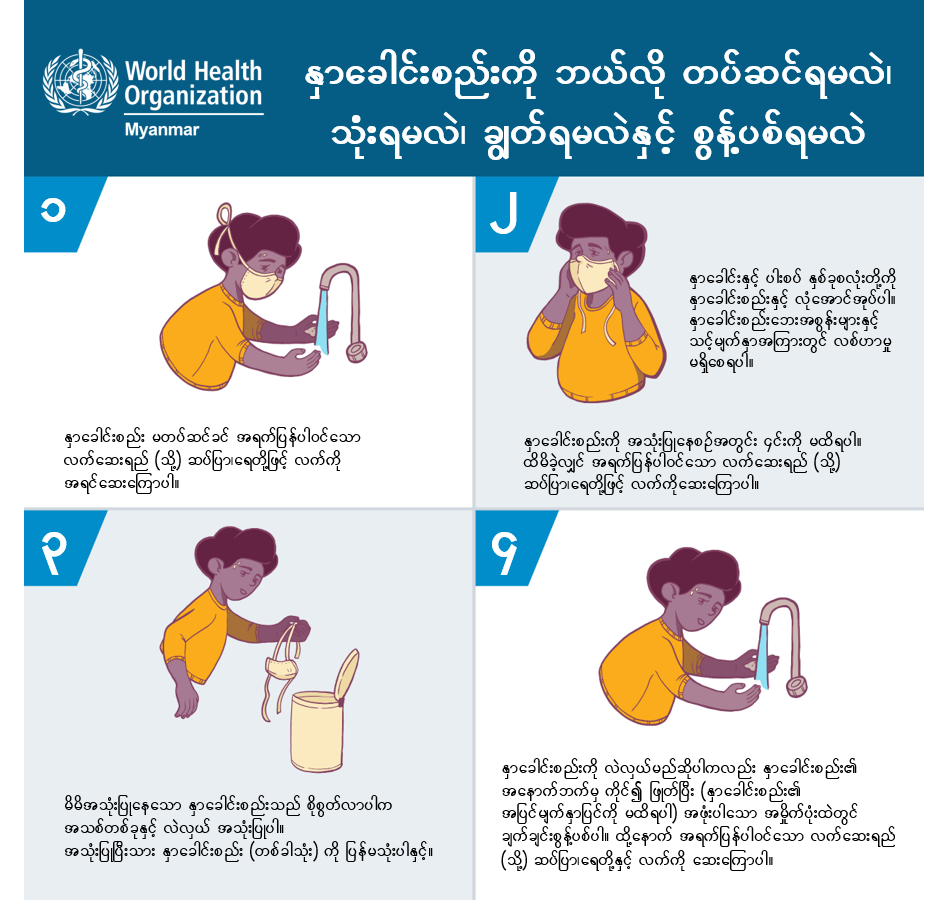 World Health
Organization
Myanmar
နှာခေါင်းစည်းကို ဘယ်လို တပ်ဆင်ရမလဲ၊
သုံးရမလဲ၊ ချွတ်ရမလဲနှင့် စွန့်ပစ်ရမလဲ
၁
နှာခေါင်းစည်း မတပ်ဆင်ခင် အရက်ပြန်ပါဝင်သော
လက်ဆေးရည် (သို့) ဆပ်ပြာ၊ရေတို့ဖြင့် လက်ကို
အရင်ဆေးကြောပါ။
၂
နှာခေါင်းနှင့် ပါးစပ် နှစ်ခုစလုံးတို့ကို
နှာခေါင်းစည်းနှင့် လုံအောင်အုပ်ပါ။
နှာခေါင်းစည်းဘေးအစွန်းများနှင့်
သင့်မျက်နှာအကြားတွင် လစ်ဟာမှု
မရှိစေရပါ။
နှာခေါင်းစည်းကို အသုံးပြုနေစဉ်အတွင်း ၄င်းကို မထိရပါ။
ထိမိခဲ့လျှင် အရက်ပြန်ပါဝင်သော လက်ဆေးရည် (သို့)
ဆပ်ပြာ၊ရေတို့ဖြင့် လက်ကိုဆေးကြောပါ။
၃
မိမိအသုံးပြုနေသော နှာခေါင်းစည်းသည် စိုစွတ်လာပါက
အသစ်တစ်ခုနှင့် လဲလှယ် အသုံးပြုပါ။
အသုံးပြုပြီးသား နှာခေါင်းစည်း (တစ်ခါသုံး) ကို ပြန်မသုံးပါနှင့်။
၄
နှာခေါင်းစည်းကို လဲလှယ်မည်ဆိုပါကလည်း နှာခေါင်းစည်း၏
အနောက်ဘက်မှ ကိုင်၍ ဖြုတ်ပြီး (နှာခေါင်းစည်း၏
အပြင်မျက်နှာပြင်ကို မထိရပါ) အဖုံးပါသော အမှိုက်ပုံးထဲတွင်
ချက်ချင်းစွန့်ပစ်ပါ။ ထို့နောက် အရက်ပြန်ပါဝင်သော လက်ဆေးရည်
(သို့) ဆပ်ပြာ၊ရေတို့နှင့် လက်ကို ဆေးကြောပါ။